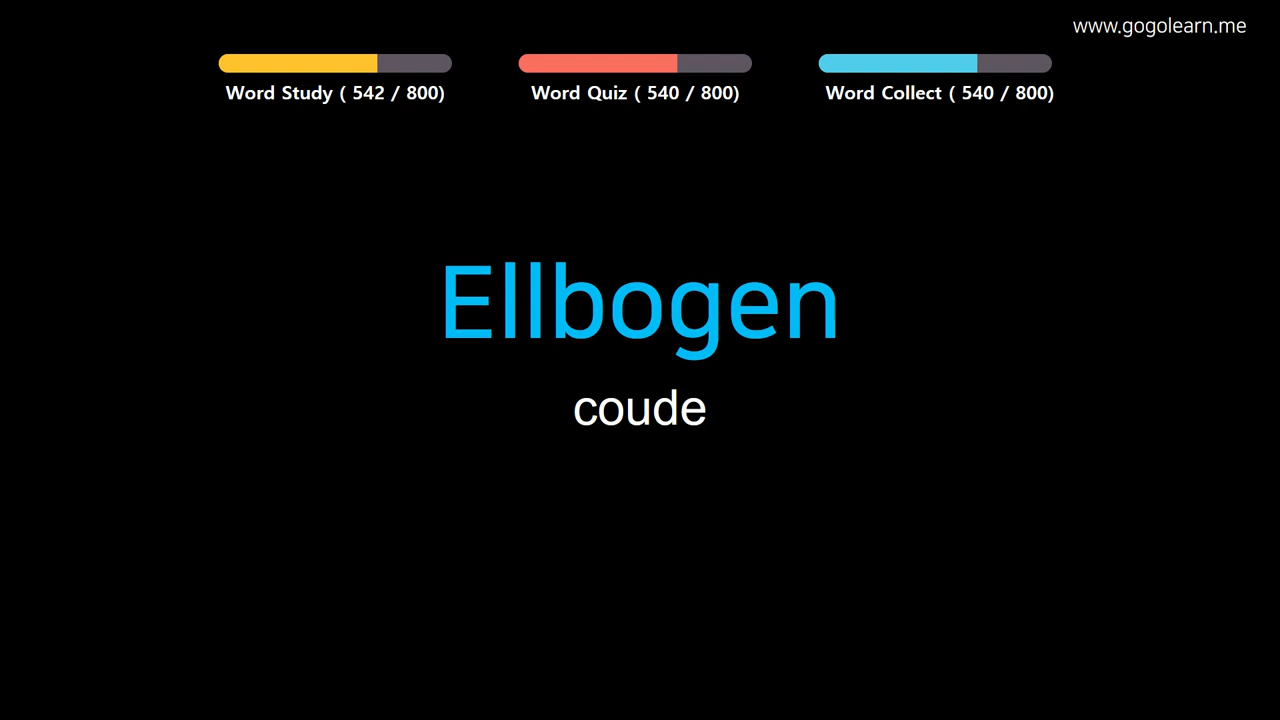 www.gogolearn.me
Word Study ( 542 / 800)
Word Quiz ( 540 / 800)
Word Collect ( 540 / 800)
Ellbogen
coude